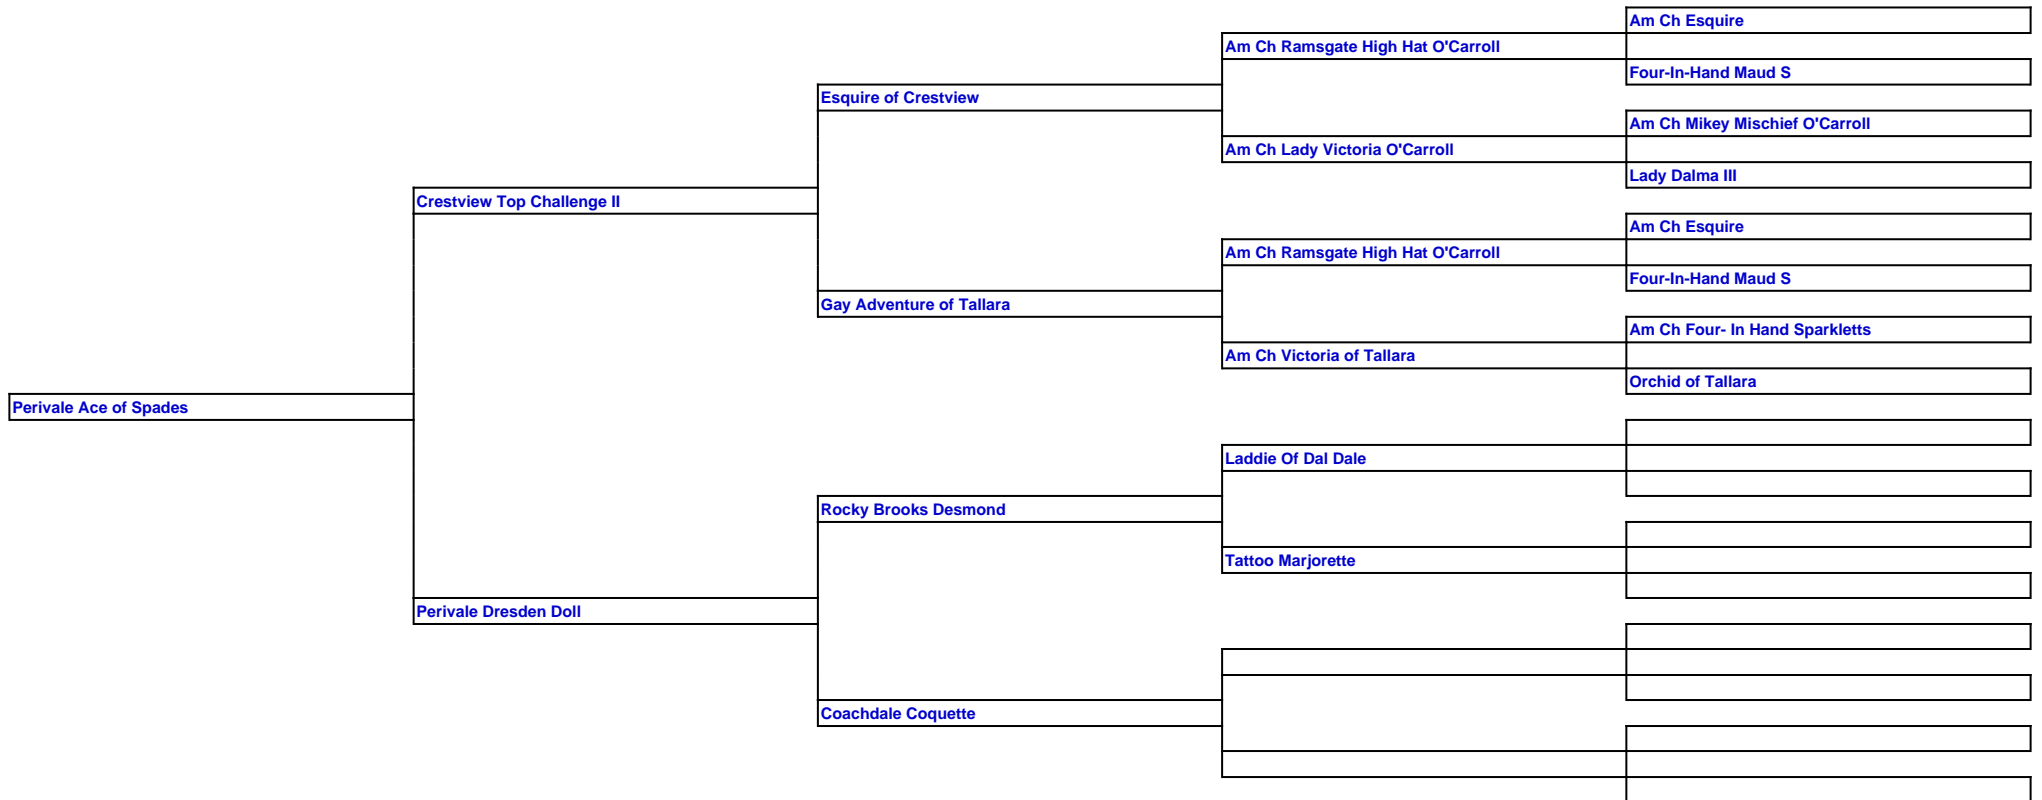 Am Ch Esquire
Am Ch Ramsgate High Hat O'Carroll
Four-In-Hand Maud S
Esquire of Crestview
Am Ch Mikey Mischief O'Carroll
Am Ch Lady Victoria O'Carroll
Lady Dalma III
Crestview Top Challenge II
Am Ch Esquire
Am Ch Ramsgate High Hat O'Carroll
Four-In-Hand Maud S
Gay Adventure of Tallara
Am Ch Four- In Hand Sparkletts
Am Ch Victoria of Tallara
Orchid of Tallara
Perivale Ace of Spades
Laddie Of Dal Dale
Rocky Brooks Desmond
Tattoo Marjorette
Perivale Dresden Doll
Coachdale Coquette